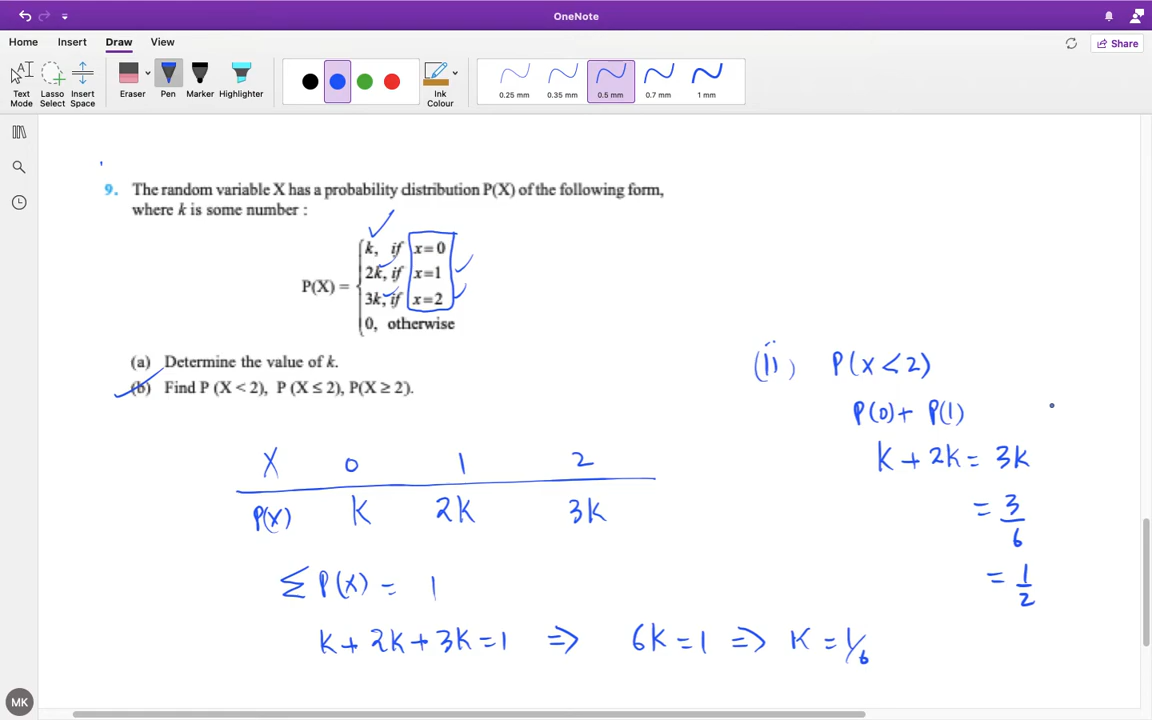 OneNote
Home Insert Draw View
Share
Text Mode
Lasso Select
Insert Space
Eraser
Pen
Marker
Highlighter
Ink Colour
0.25 mm
0.35 mm
0.5 mm
0.7 mm
1 mm
9. The random variable X has a probability distribution P(X) of the following form,
where k is some number :
k, if x=0
2k, if x=1
P(X) =
3k, if x=2
0, otherwise
(a) Determine the value of k.
(b) Find P (X < 2), P (X ≤ 2), P(X ≥ 2).
X 0 1 2
P(X) K 2K 3K
Σ P(X) = 1
K + 2K + 3K = 1 => 6K = 1 => K = 1/6
(ii) P(X < 2)
P(0) + P(1)
K + 2K = 3K
= 3/6
= 1/2
MK